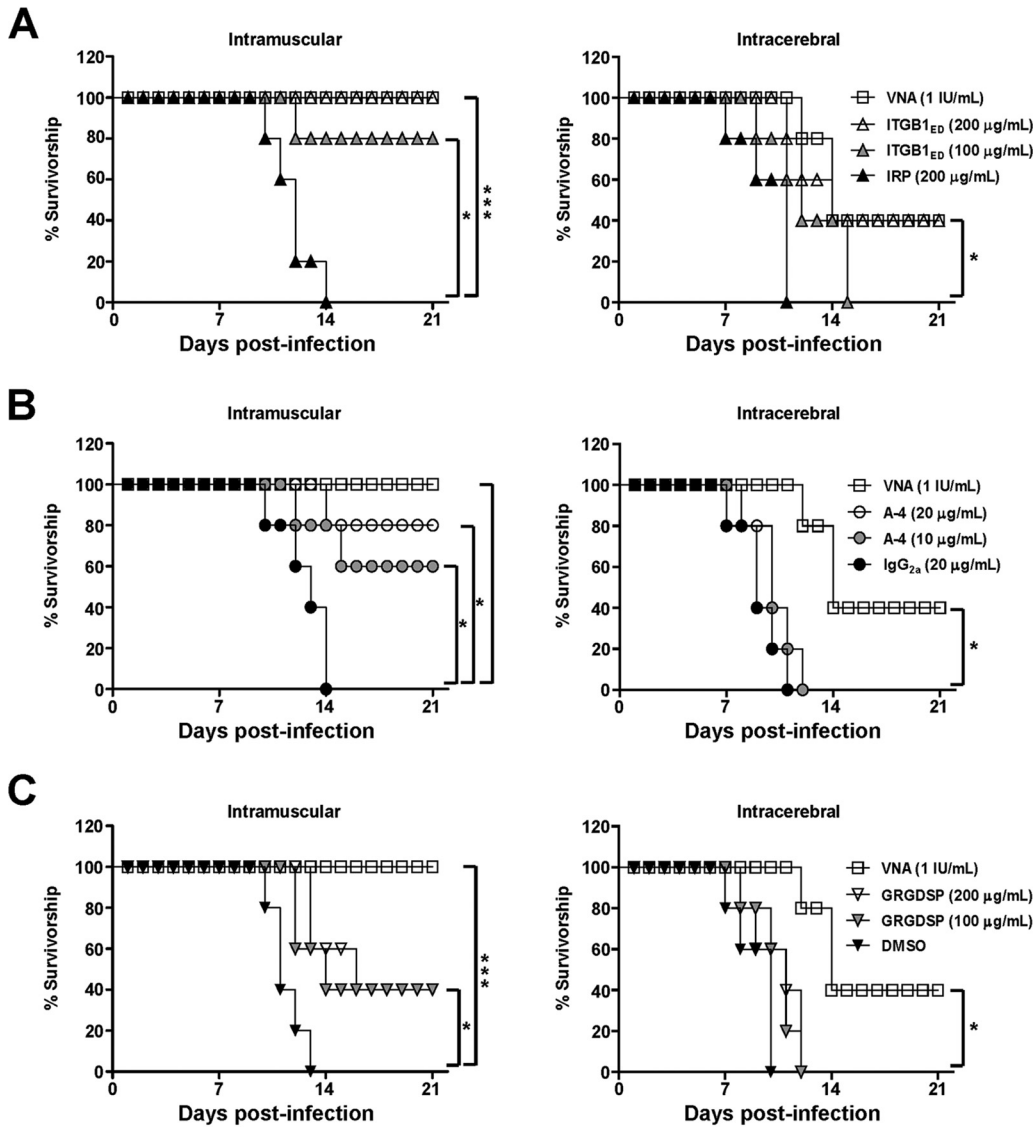 A
Intramuscular
% Survivorship
120
100
80
60
40
20
0
0 7 14 21
Days post-infection
*
***
Intracerebral
% Survivorship
120
100
80
60
40
20
0
0 7 14 21
Days post-infection
VNA (1 IU/mL)
ITGB1ED (200 μg/mL)
ITGB1ED (100 μg/mL)
IRP (200 μg/mL)
*
B
Intramuscular
% Survivorship
120
100
80
60
40
20
0
0 7 14 21
Days post-infection
*
*
Intracerebral
% Survivorship
120
100
80
60
40
20
0
0 7 14 21
Days post-infection
VNA (1 IU/mL)
A-4 (20 μg/mL)
A-4 (10 μg/mL)
IgG2a (20 μg/mL)
*
C
Intramuscular
% Survivorship
120
100
80
60
40
20
0
0 7 14 21
Days post-infection
*
***
Intracerebral
% Survivorship
120
100
80
60
40
20
0
0 7 14 21
Days post-infection
VNA (1 IU/mL)
GRGDSP (200 μg/mL)
GRGDSP (100 μg/mL)
DMSO
*